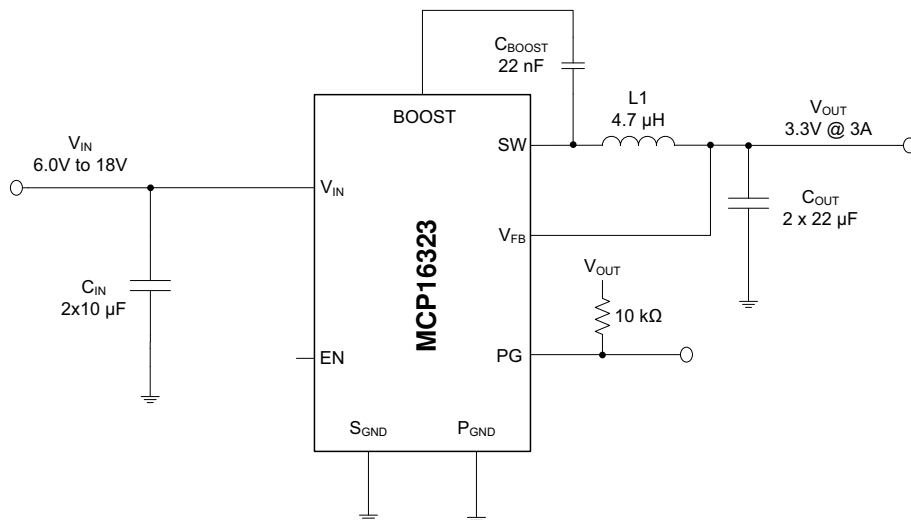 C_BOOST
22 nF
BOOST
L1
4.7 µH
V_OUT
3.3V @ 3A
V_IN
6.0V to 18V
SW
V_IN
C_OUT
2 x 22 µF
V_FB
MCP16323
V_OUT
C_IN
2x10 µF
10 kΩ
EN
PG
S_GND
P_GND